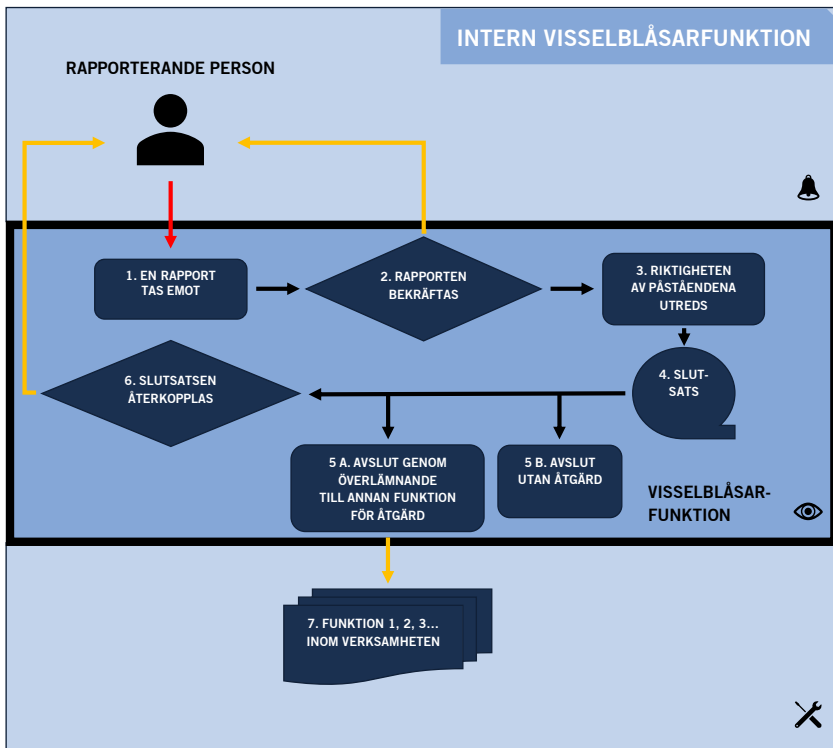 INTERN VISSELBLÅSARFUNKTION
RAPPORTERANDE PERSON
1. EN RAPPORT
TAS EMOT
2. RAPPORTEN
BEKRÄFTAS
3. RIKTIGHETEN
AV PÅSTÅENDENA
UTREDS
4. SLUT-
SATS
6. SLUTSATSEN
ÅTERKOPPLAS
5 A. AVSLUT GENOM
ÖVERLÄMNANDE
TILL ANNAN FUNKTION
FÖR ÅTGÄRD
5 B. AVSLUT
UTAN ÅTGÄRD
VISSELBLÅSAR-
FUNKTION
7. FUNKTION 1, 2, 3…
INOM VERKSAMHETEN